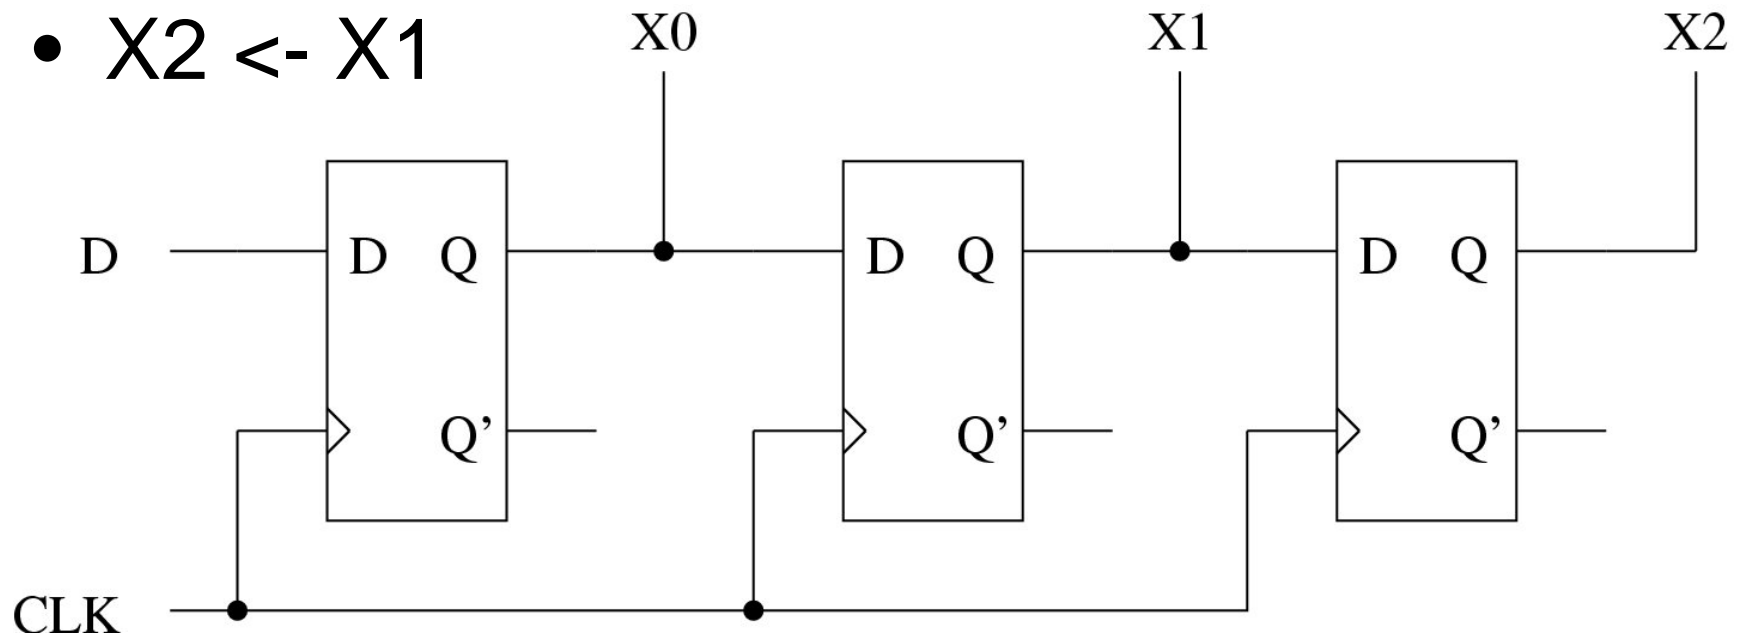 • X2 <- X1
X0 X1 X2
D D Q D Q D Q
Q’ Q’ Q’
CLK